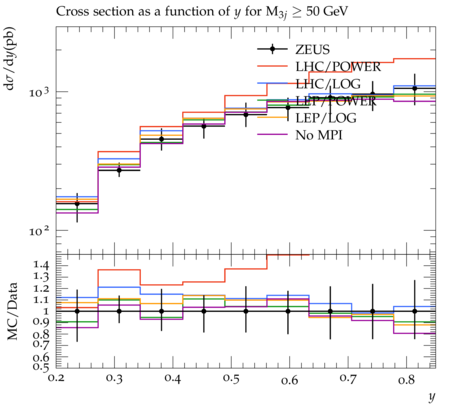 Cross section as a function of y for M3j ≥ 50 GeV
dσ/dy(pb)
ZEUS
LHC/POWER
LHC/LOG
LEP/POWER
LEP/LOG
No MPI
10³
10²
MC/Data
1.4
1.3
1.2
1.1
1
0.9
0.8
0.7
0.6
0.5
0.2 0.3 0.4 0.5 0.6 0.7 0.8
y